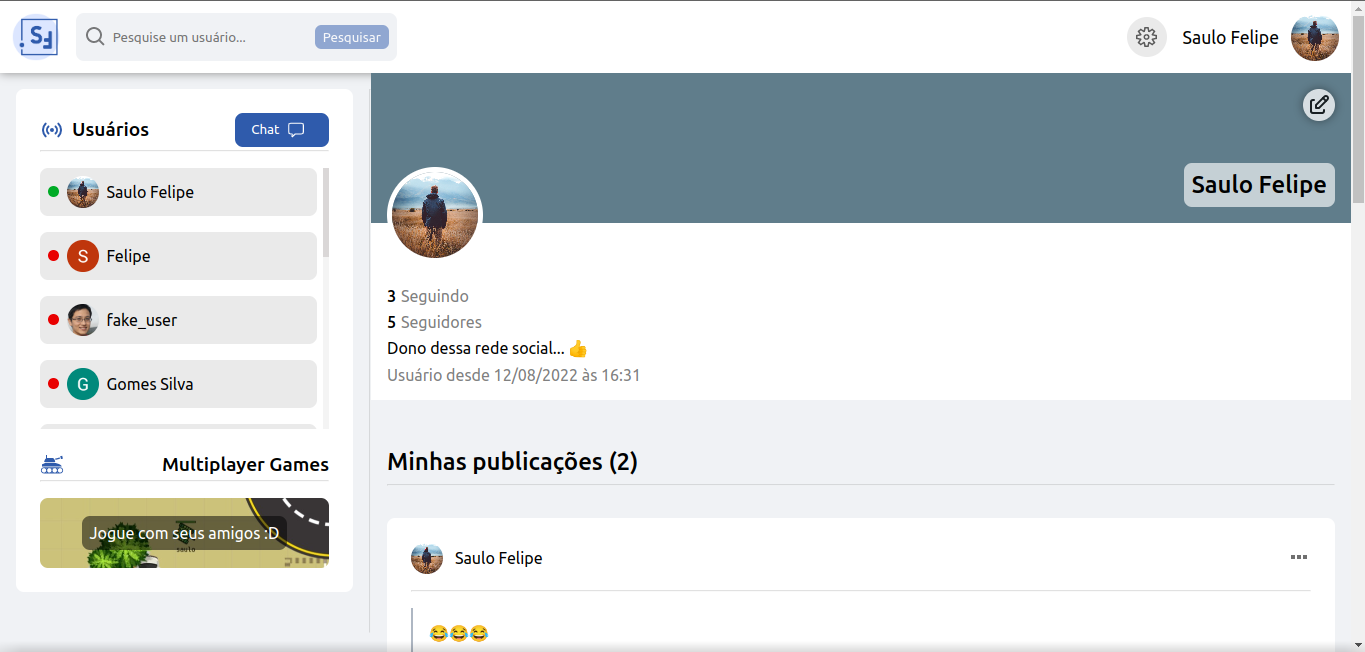 SF
Pesquise um usuário...
Pesquisar
Saulo Felipe
Usuários
Chat
Saulo Felipe
S
Felipe
fake_user
G
Gomes Silva
Multiplayer Games
Jogue com seus amigos :D
saulo
Saulo Felipe
3 Seguindo
5 Seguidores
Dono dessa rede social... 👍
Usuário desde 12/08/2022 às 16:31
Minhas publicações (2)
Saulo Felipe
😂😂😂